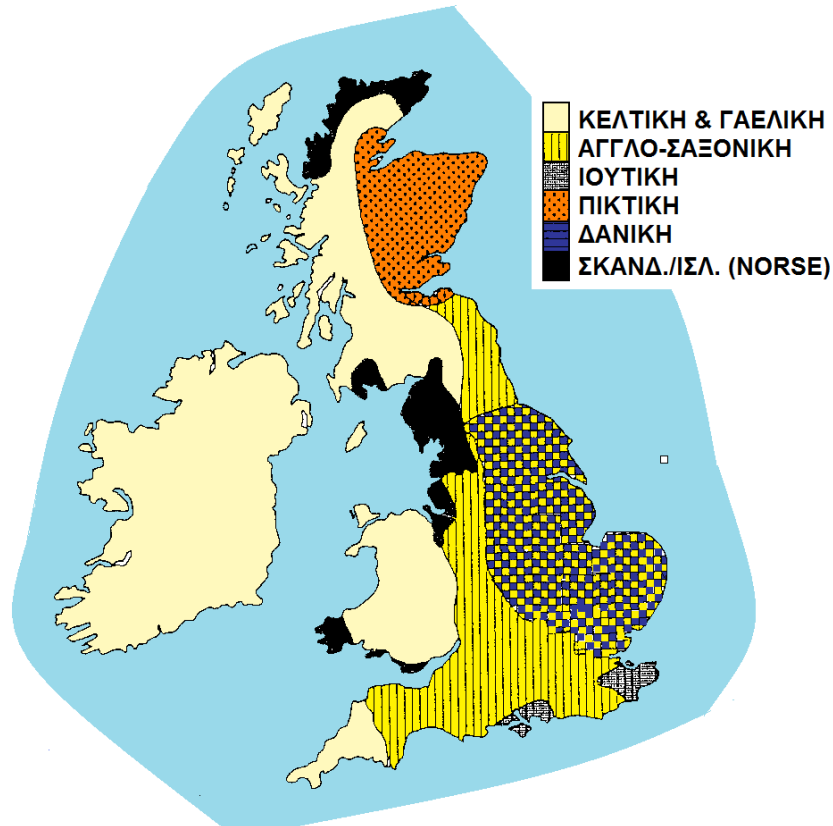 ΚΕΛΤΙΚΗ & ΓΑΕΛΙΚΗ
ΑΓΓΛΟ-ΣΑΞΟΝΙΚΗ
ΙΟΥΤΙΚΗ
ΠΙΚΤΙΚΗ
ΔΑΝΙΚΗ
ΣΚΑΝΔ./ΙΣΛ. (NORSE)